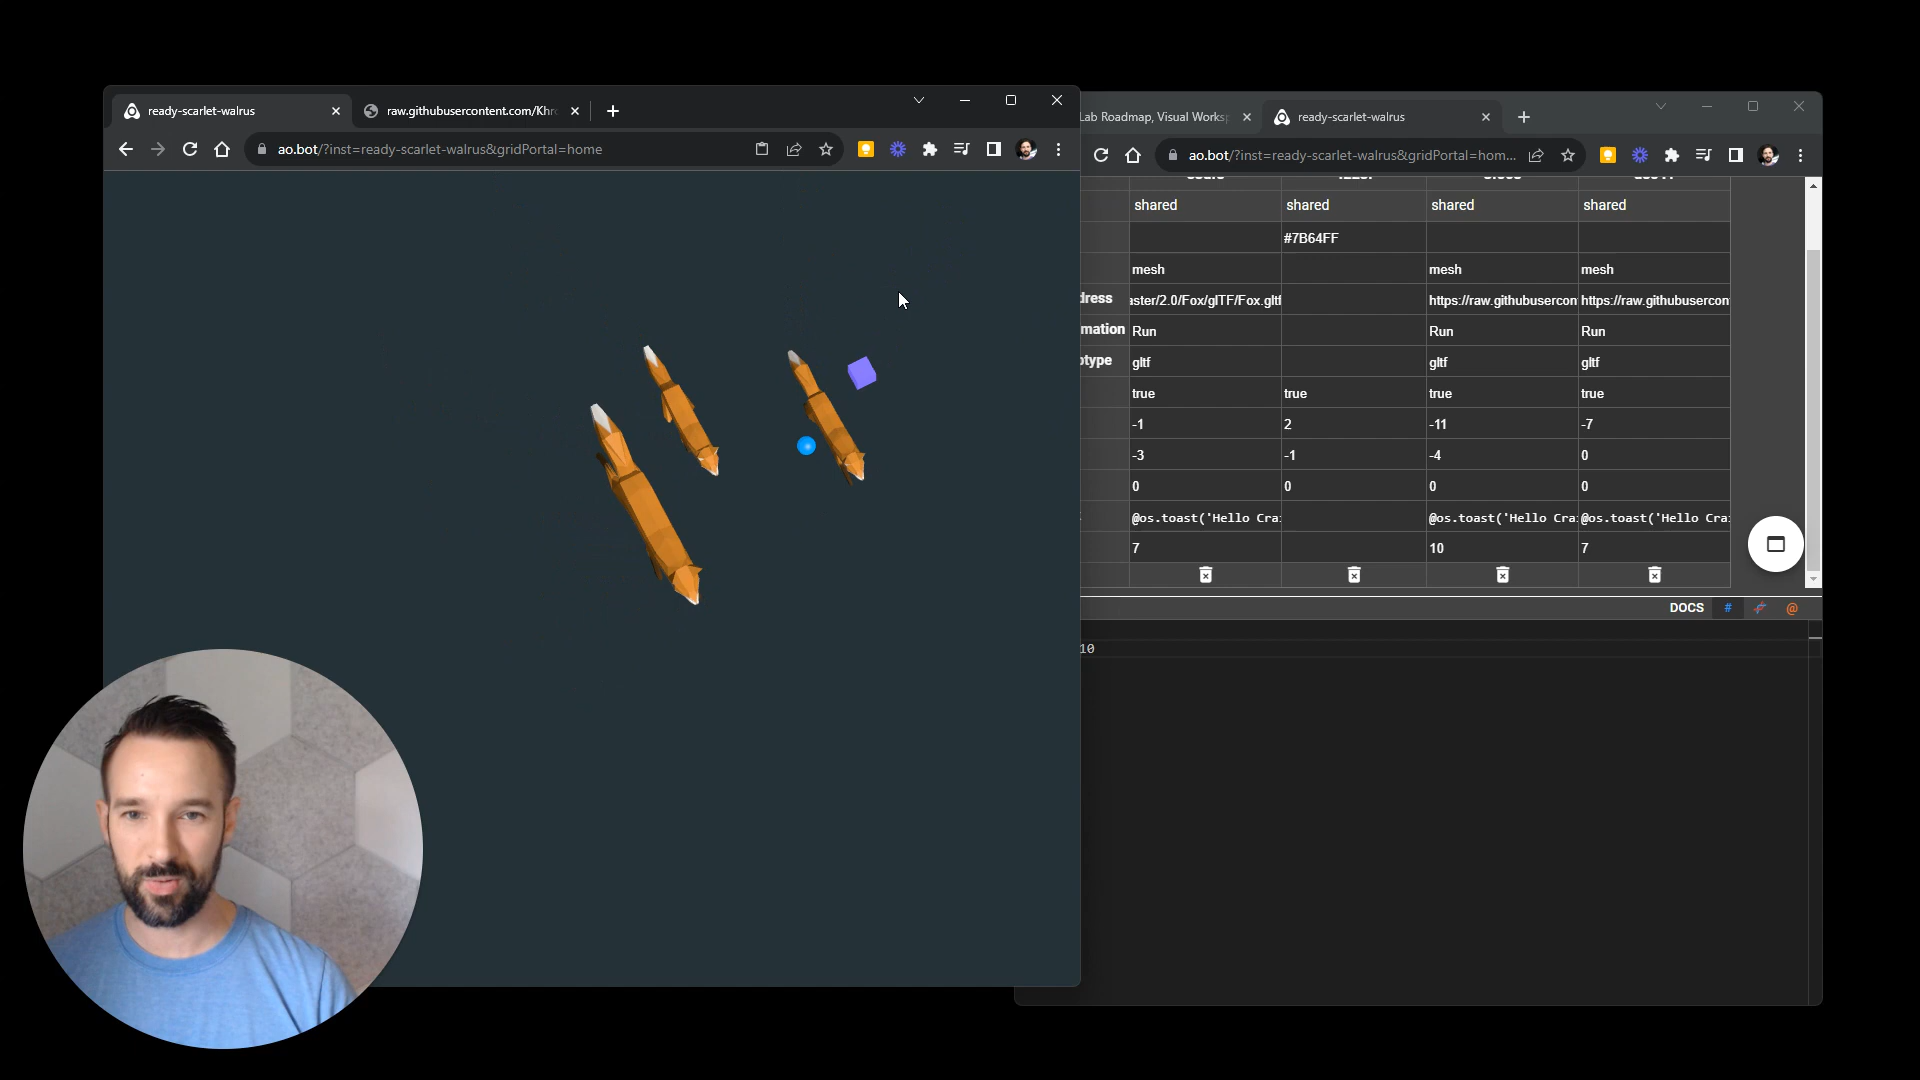 ready-scarlet-walrus
raw.githubusercontent.com/Khr
ao.bot/?inst=ready-scarlet-walrus&gridPortal=home
Lab Roadmap, Visual Works
ready-scarlet-walrus
ao.bot/?inst=ready-scarlet-walrus&gridPortal=hom...
shared shared shared shared
#7B64FF
mesh mesh mesh
dress aster/2.0/Fox/glTF/Fox.gltf https://raw.githubusercon https://raw.githubusercon
mation Run Run Run
btype gltf gltf gltf
true true true true
-1 2 -11 -7
-3 -1 -4 0
0 0 0 0
@os.toast('Hello Cra @os.toast('Hello Cra @os.toast('Hello Cra
7 10 7
DOCS # @
10